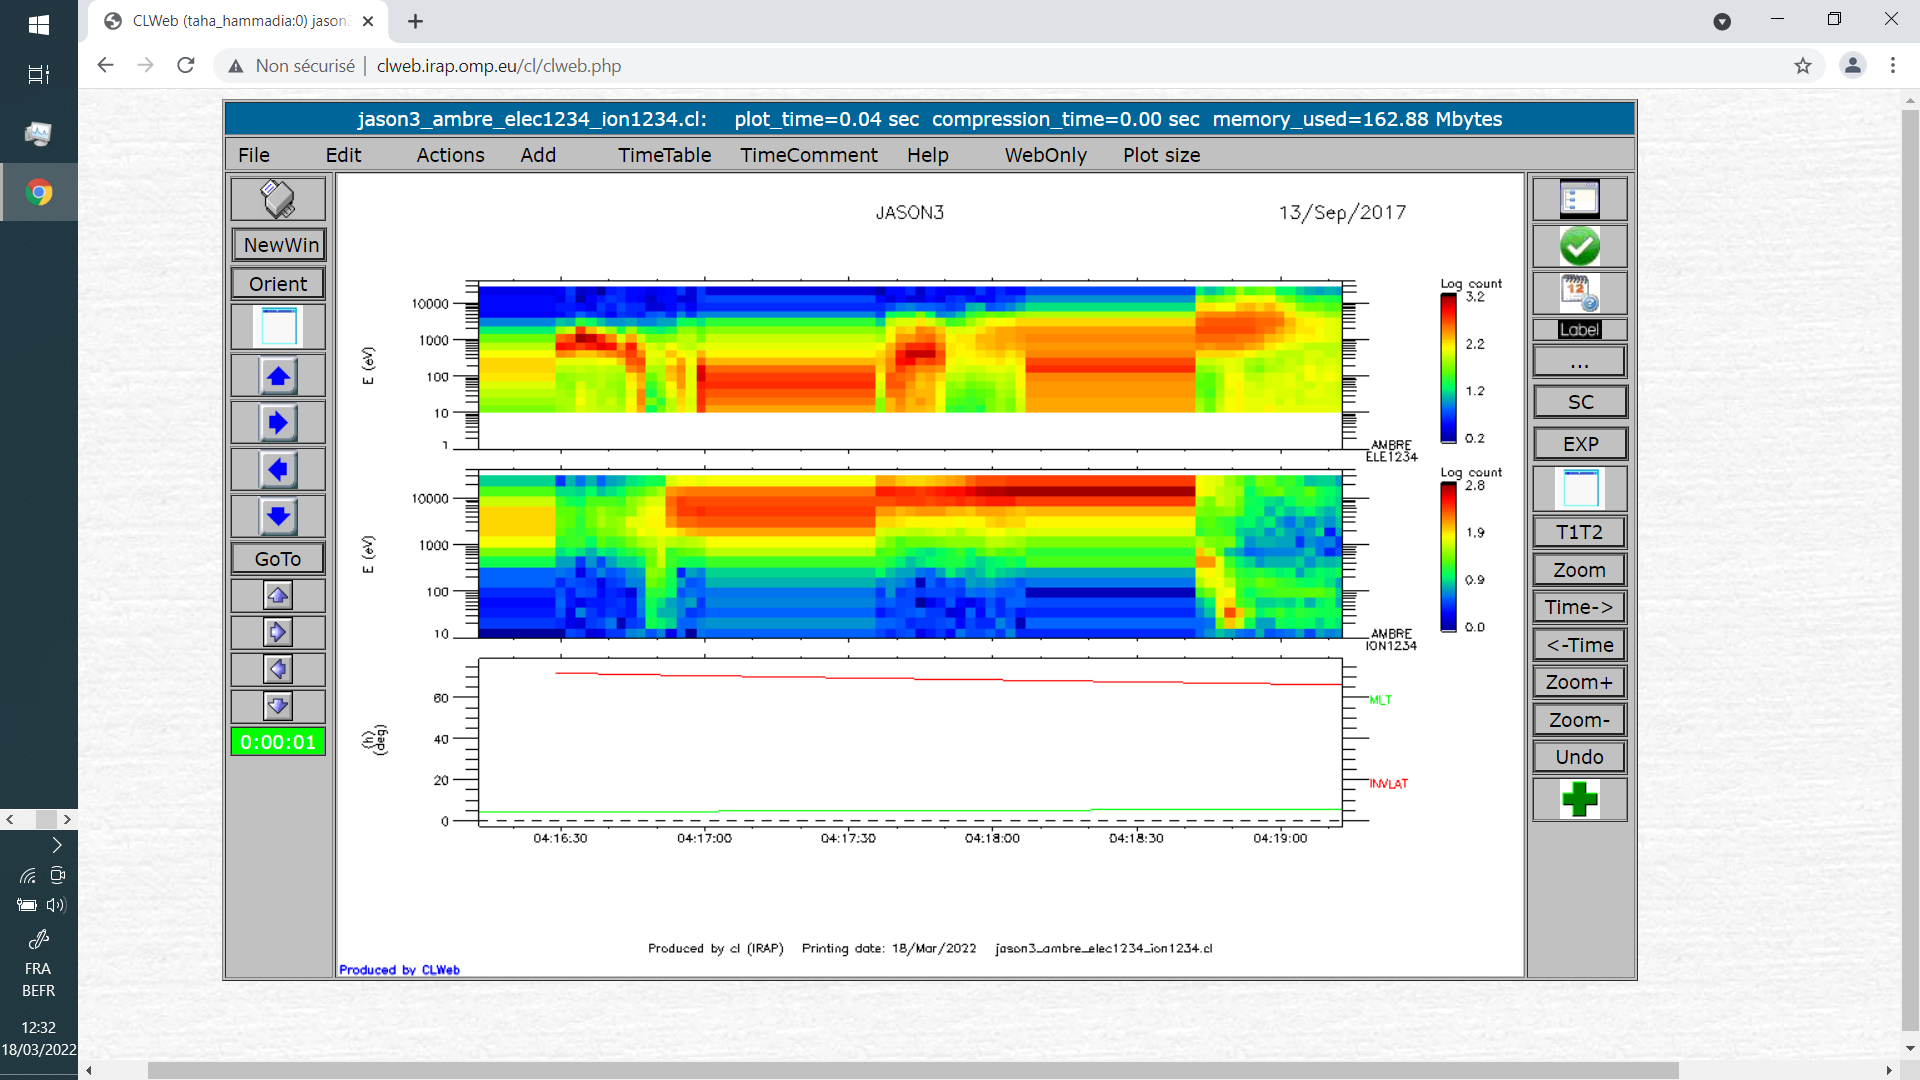 CLWeb (taha_hammadia:0) jason3
Non sécurisé | clweb.irap.omp.eu/cl/clweb.php
jason3_ambre_elec1234_ion1234.cl: plot_time=0.04 sec compression_time=0.00 sec memory_used=162.88 Mbytes
File Edit Actions Add TimeTable TimeComment Help WebOnly Plot size
NewWin
Orient
GoTo
0:00:01
JASON3 13/Sep/2017
E (eV)
10000
1000
100
10
1
Log count
3.2
2.2
1.2
0.2
AMBRE
ELE1234
E (eV)
10000
1000
100
10
Log count
2.8
1.9
0.9
0.0
AMBRE
ION1234
(h)
(deg)
60
40
20
0
MLT
INVLAT
04:16:30 04:17:00 04:17:30 04:18:00 04:18:30 04:19:00
Produced by cl (IRAP) Printing date: 18/Mar/2022 jason3_ambre_elec1234_ion1234.cl
Produced by CLWeb
12
Label
...
SC
EXP
T1T2
Zoom
Time->
<-Time
Zoom+
Zoom-
Undo
FRA
BEFR
12:32
18/03/2022